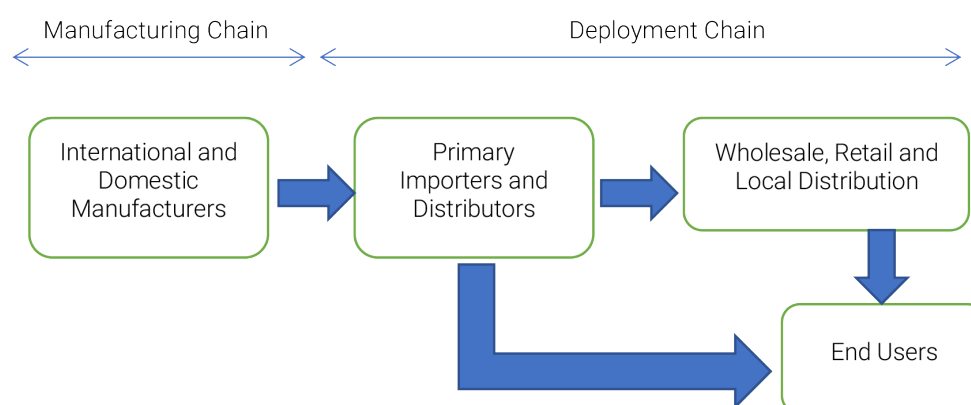 Manufacturing Chain
Deployment Chain
International and
Domestic
Manufacturers
Primary
Importers and
Distributors
Wholesale, Retail and
Local Distribution
End Users